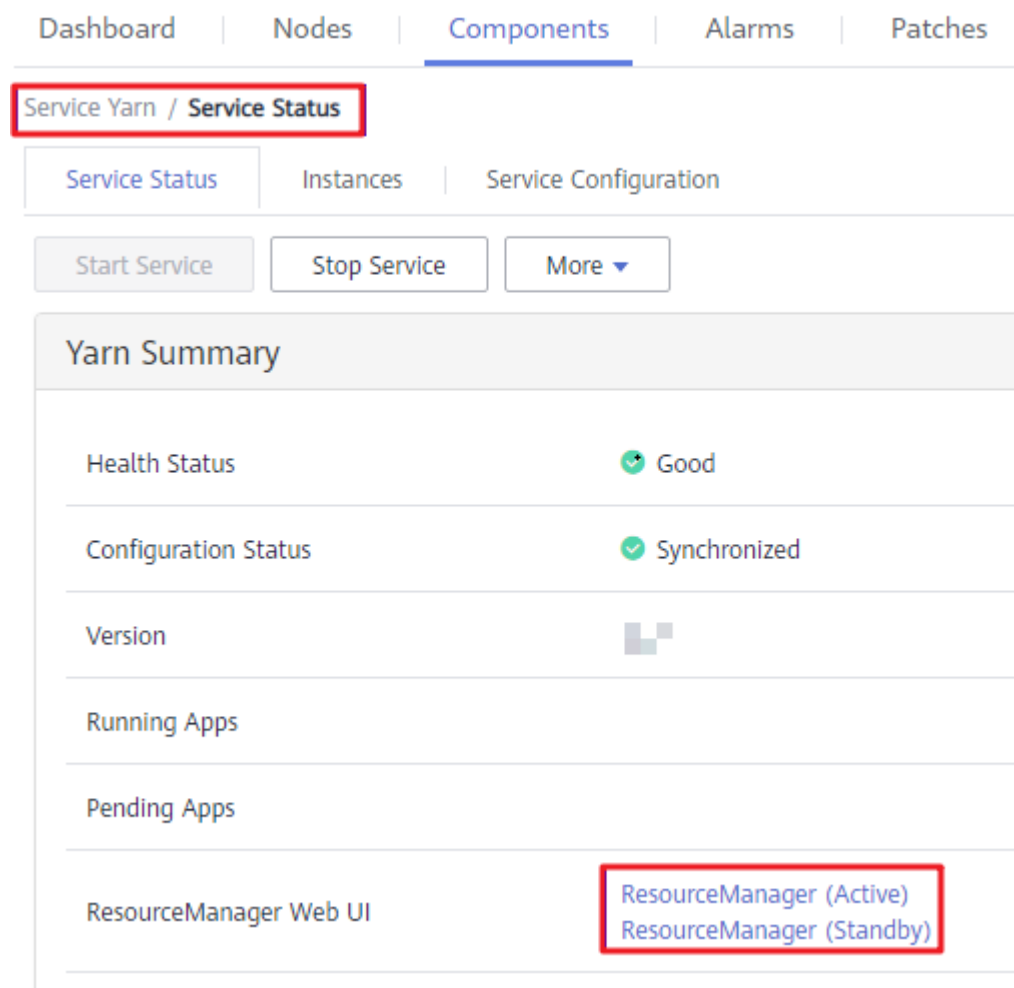 Dashboard Nodes Components Alarms Patches
Service Yarn / Service Status
Service Status Instances Service Configuration
Start Service Stop Service More
Yarn Summary
Health Status Good
Configuration Status Synchronized
Version
Running Apps
Pending Apps
ResourceManager Web UI ResourceManager (Active)
ResourceManager (Standby)